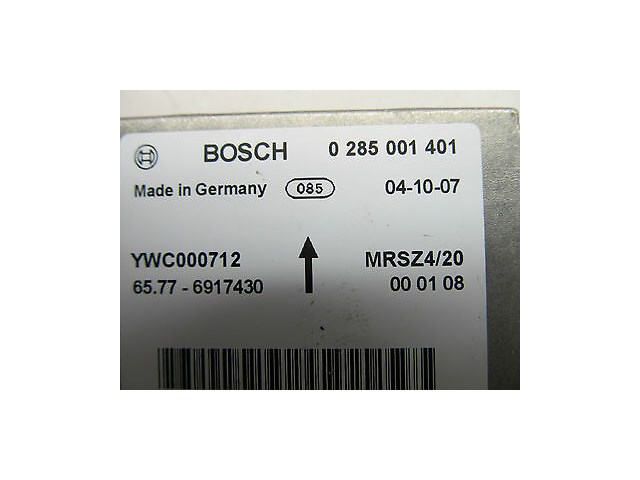 BOSCH 0 285 001 401
Made in Germany 085 04-10-07
YWC000712 MRSZ4/20
65.77 - 6917430 00 01 08